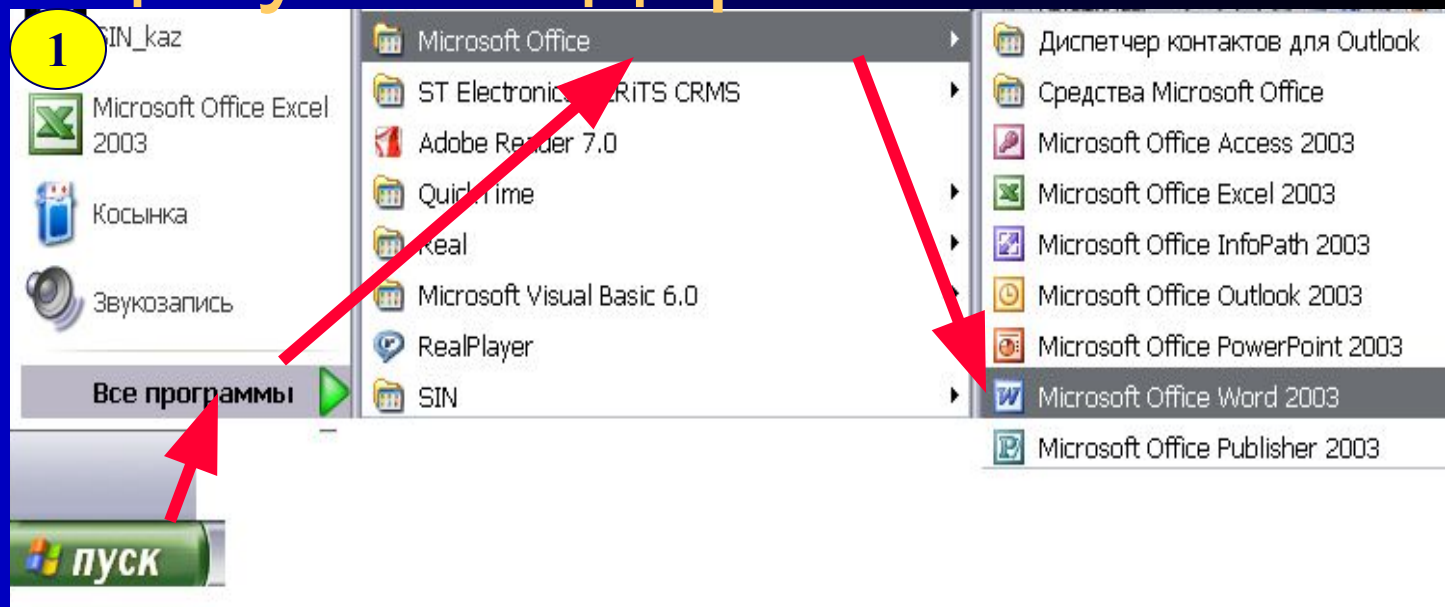 1
SIN_kaz
Microsoft Office Excel
2003
Косынка
Звукозапись
Все программы
пуск
Microsoft Office
ST Electronics
CRMS
Adobe Reader 7.0
QuickTime
Real
Microsoft Visual Basic 6.0
RealPlayer
SIN
Диспетчер контактов для Outlook
Средства Microsoft Office
Microsoft Office Access 2003
Microsoft Office Excel 2003
Microsoft Office InfoPath 2003
Microsoft Office Outlook 2003
Microsoft Office PowerPoint 2003
Microsoft Office Word 2003
Microsoft Office Publisher 2003